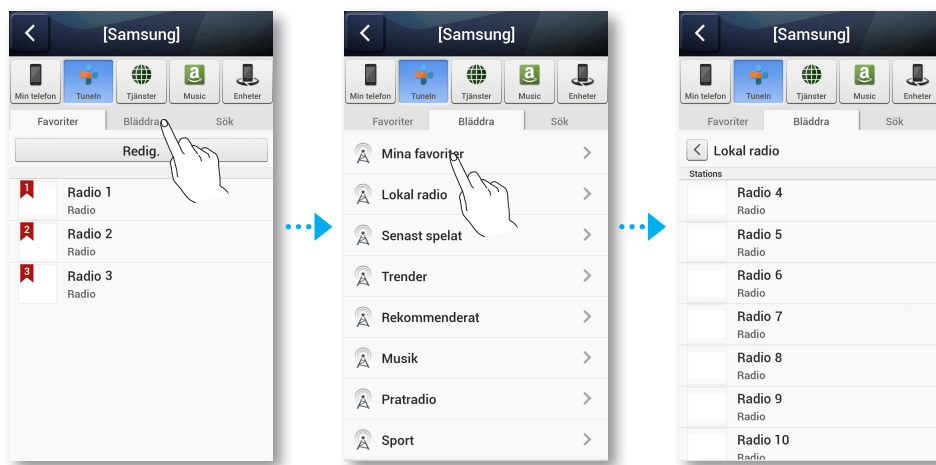 [Samsung]
Min telefon TuneIn Tjänster Music Enheter
Favoriter Bläddra Sök
Redig.
1 Radio 1
Radio
2 Radio 2
Radio
3 Radio 3
Radio
[Samsung]
Min telefon TuneIn Tjänster Music Enheter
Favoriter Bläddra Sök
Mina favoriter
Lokal radio
Senast spelat
Trender
Rekommenderat
Musik
Pratradio
Sport
[Samsung]
Min telefon TuneIn Tjänster Music Enheter
Favoriter Bläddra Sök
Lokal radio
Stations
Radio 4
Radio
Radio 5
Radio
Radio 6
Radio
Radio 7
Radio
Radio 8
Radio
Radio 9
Radio
Radio 10
Radio